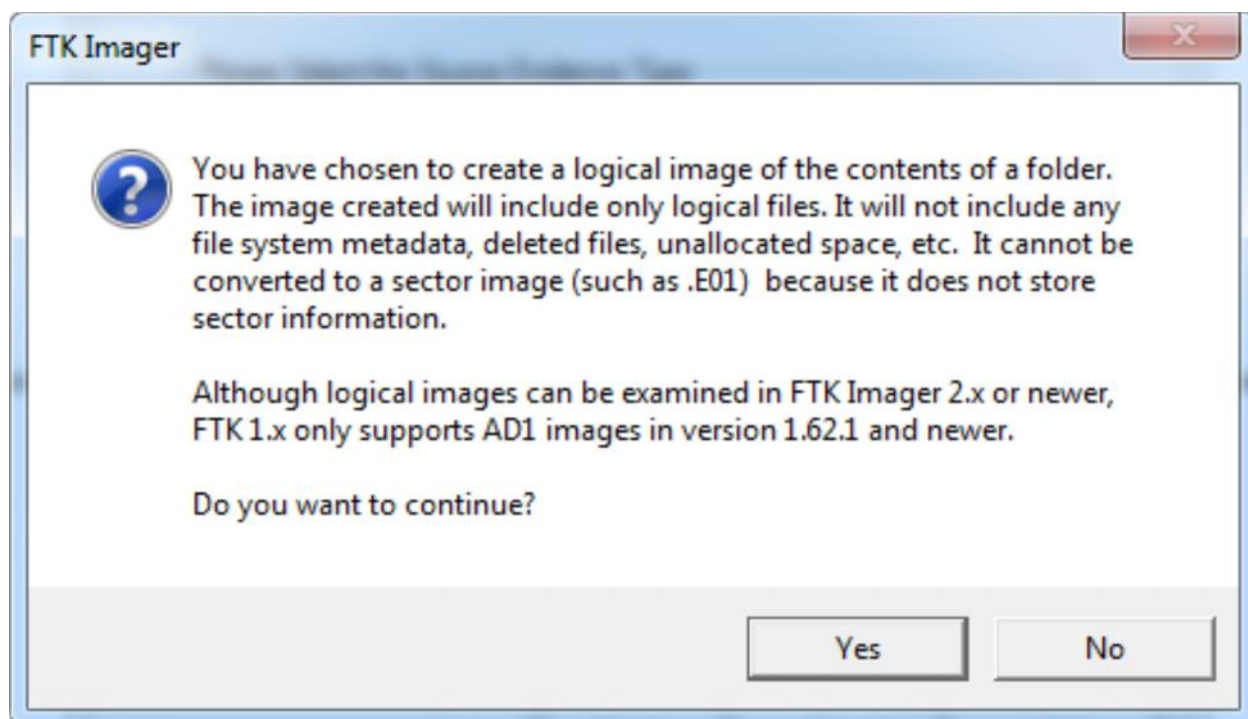 FTK Imager
You have chosen to create a logical image of the contents of a folder.
The image created will include only logical files. It will not include any
file system metadata, deleted files, unallocated space, etc.  It cannot be
converted to a sector image (such as .E01)  because it does not store
sector information.
Although logical images can be examined in FTK Imager 2.x or newer,
FTK 1.x only supports AD1 images in version 1.62.1 and newer.
Do you want to continue?
Yes
No